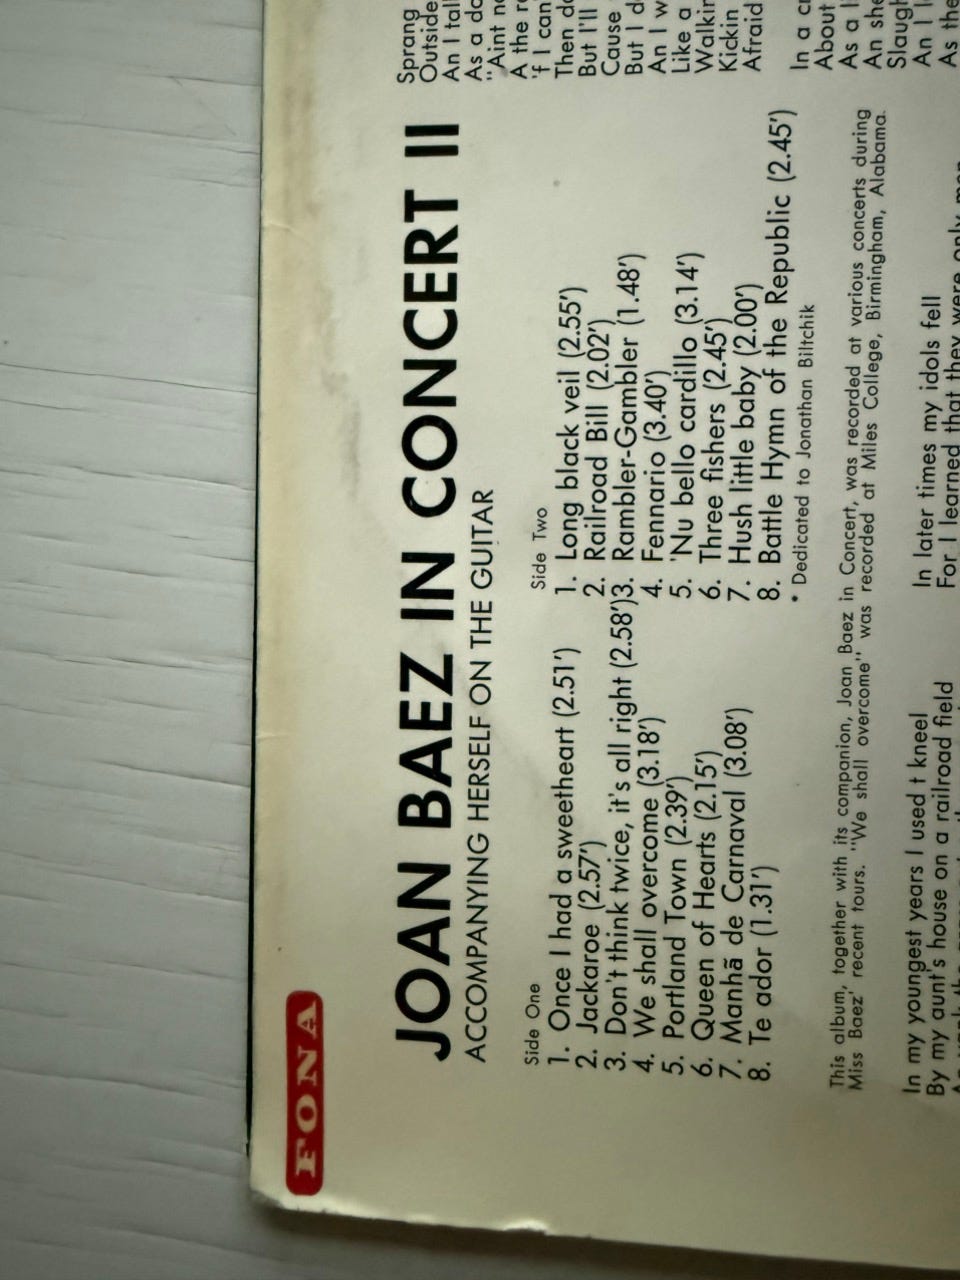 FONA
JOAN BAEZ IN CONCERT II
ACCOMPANYING HERSELF ON THE GUITAR
Side One
1. Once I had a sweetheart (2.51')
2. Jackaroe (2.57')
3. Don't think twice, it's all right (2.58')
4. We shall overcome (3.18')
5. Portland Town (2.39')
6. Queen of Hearts (2.15')
7. Manhã de Carnaval (3.08')
8. Te ador (1.31')
Side Two
1. Long black veil (2.55')
2. Railroad Bill (2.02')
3. Rambler-Gambler (1.48')
4. Fennario (3.40')
5. 'Nu bello cardillo (3.14')
6. Three fishers (2.45')
7. Hush little baby (2.00')
8. Battle Hymn of the Republic (2.45')
* Dedicated to Jonathan Biltchik
This album, together with its companion, Joan Baez in Concert, was recorded at various concerts during
Miss Baez' recent tours. "We shall overcome" was recorded at Miles College, Birmingham, Alabama.
In my youngest years I used t kneel
By my aunt's house on a railroad field
In later times my idols fell
For I learned that they were only men
Sprang
Outside
An I tal
As a
"Aint
A the
'f I can
Then
But I'll
Cause
But I
An I w
Like a
Walkin
Kickin
Afraid
In a
About
As a
An she
Slaugh
An I
As the